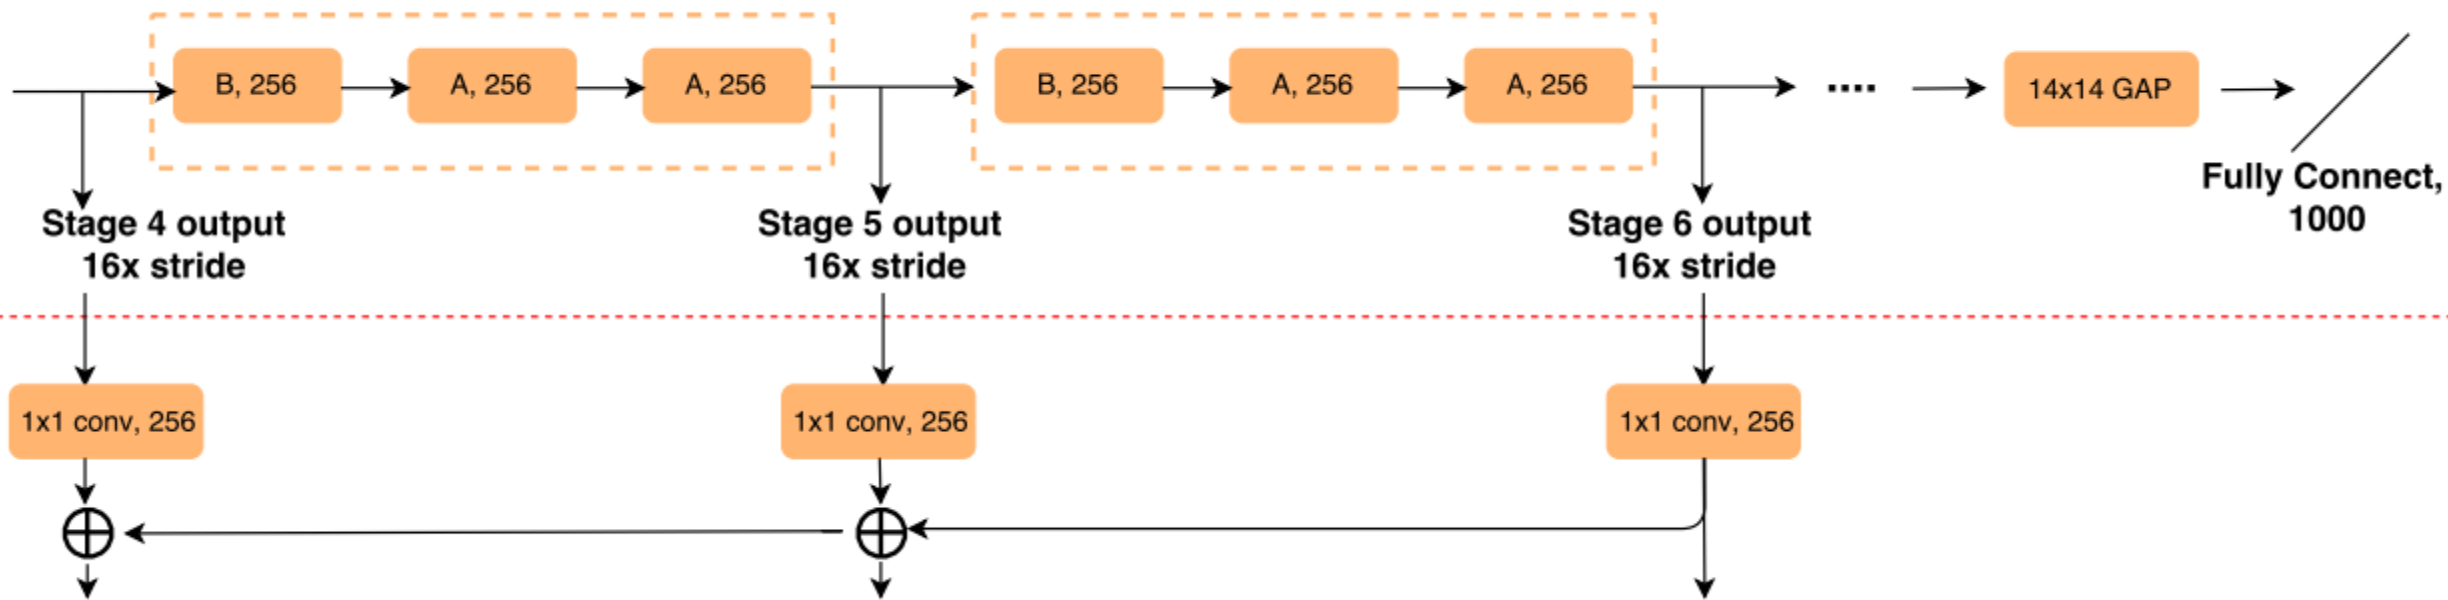 B, 256
A, 256
A, 256
B, 256
A, 256
A, 256
....
14x14 GAP
Fully Connect,
1000
Stage 4 output
16x stride
Stage 5 output
16x stride
Stage 6 output
16x stride
1x1 conv, 256
1x1 conv, 256
1x1 conv, 256